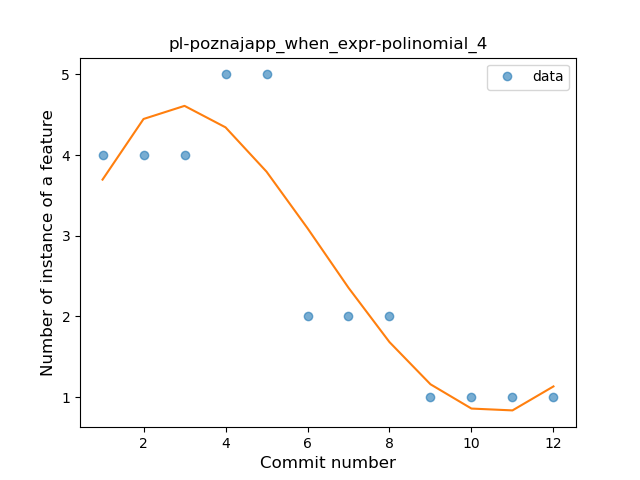 pl-poznajapp_when_expr-polinomial_4
data
Number of instance of a feature
5
4
3
2
1
2
4
6
8
10
12
Commit number